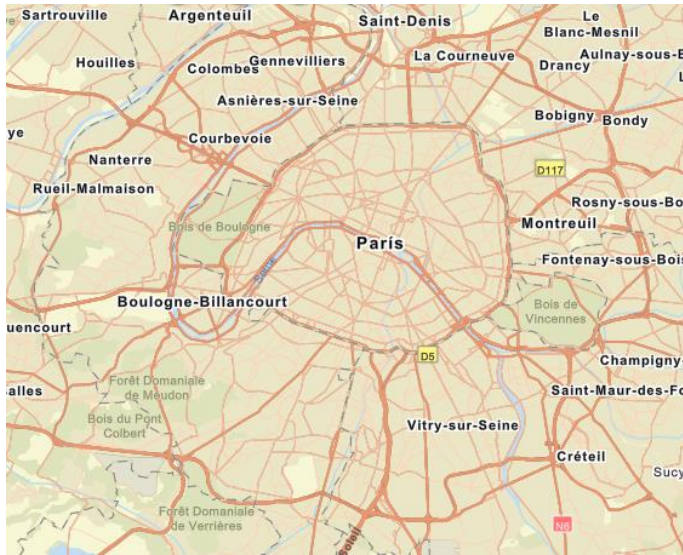 Sartrouville
Argenteuil
Saint-Denis
Le
Blanc-Mesnil
Houilles
Colombes
Gennevilliers
La Courneuve
Drancy
Aulnay-sous-B
Asnières-sur-Seine
Bobigny
Bondy
ye
Courbevoie
Nanterre
D117
Rueil-Malmaison
Rosny-sous-Bo
Bois de Boulogne
Montreuil
París
Fontenay-sous-Bois
Seine
Boulogne-Billancourt
Bois de
Vincennes
uencourt
D5
Champigny-
alles
Forêt Domaniale
de Meudon
Saint-Maur-des-Fo
Bois du Pont
Colbert
Vitry-sur-Seine
Créteil
Sucy
Forêt Domaniale
de Verrières
N6
Soleil